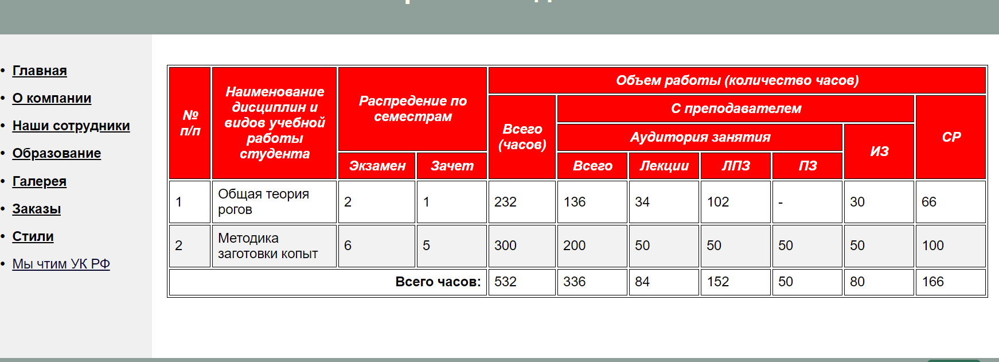 Главная
О компании
Наши сотрудники
Образование
Галерея
Заказы
Стили
Мы чтим УК РФ
№
п/п
Наименование
дисциплин и
видов учебной
работы
студента
Распредение по
семестрам
Объем работы (количество часов)
Всего
(часов)
С преподавателем
СР
Аудитория занятия
ИЗ
Экзамен
Зачет
Всего
Лекции
ЛПЗ
ПЗ
1
Общая теория
рогов
2
1
232
136
34
102
-
30
66
2
Методика
заготовки копыт
6
5
300
200
50
50
50
50
100
Всего часов:
532
336
84
152
50
80
166